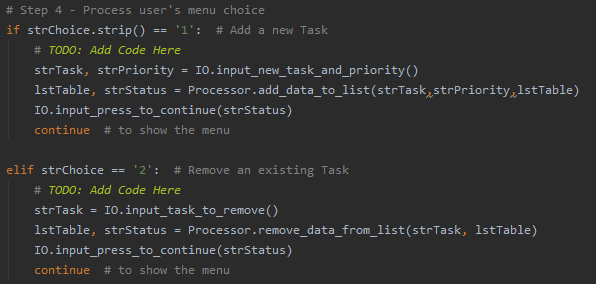 # Step 4 - Process user's menu choice
if strChoice.strip() == '1':  # Add a new Task
    # TODO: Add Code Here
    strTask, strPriority = IO.input_new_task_and_priority()
    lstTable, strStatus = Processor.add_data_to_list(strTask,strPriority,lstTable)
    IO.input_press_to_continue(strStatus)
    continue  # to show the menu

elif strChoice == '2':  # Remove an existing Task
    # TODO: Add Code Here
    strTask = IO.input_task_to_remove()
    lstTable, strStatus = Processor.remove_data_from_list(strTask, lstTable)
    IO.input_press_to_continue(strStatus)
    continue  # to show the menu